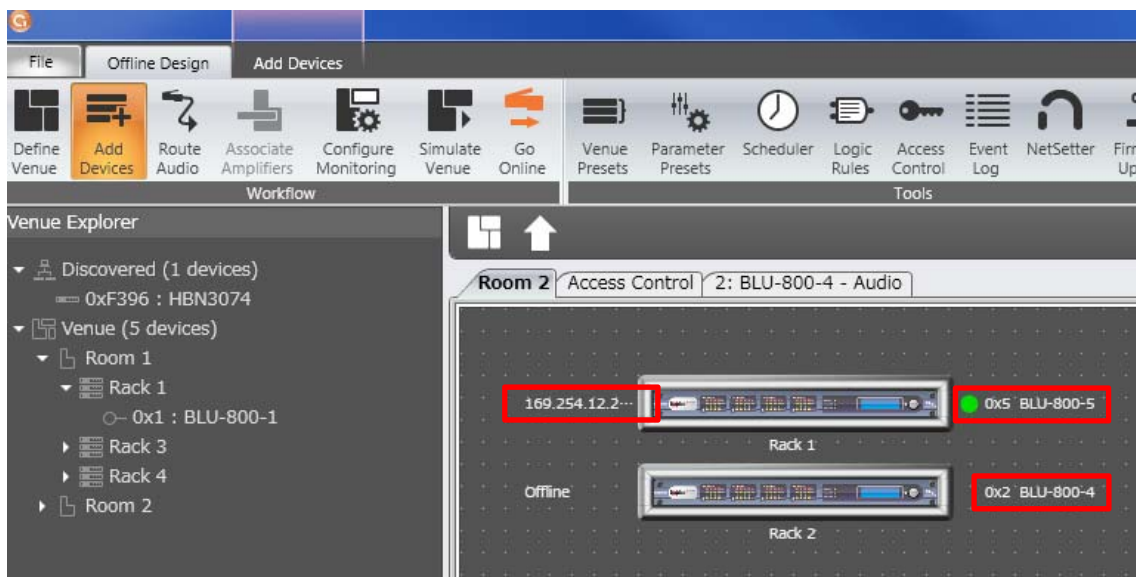 File
Offline Design
Add Devices
Define Venue
Add Devices
Route Audio
Associate Amplifiers
Configure Monitoring
Simulate Venue
Go Online
Venue Presets
Parameter Presets
Scheduler
Logic Rules
Access Control
Event Log
NetSetter
Workflow
Tools
Venue Explorer
Discovered (1 devices)
0xF396 : HBN3074
Venue (5 devices)
Room 1
Rack 1
0x1 : BLU-800-1
Rack 3
Rack 4
Room 2
Room 2
Access Control
2: BLU-800-4 - Audio
169.254.12.2...
0x5 BLU-800-5
Rack 1
Offline
0x2 BLU-800-4
Rack 2